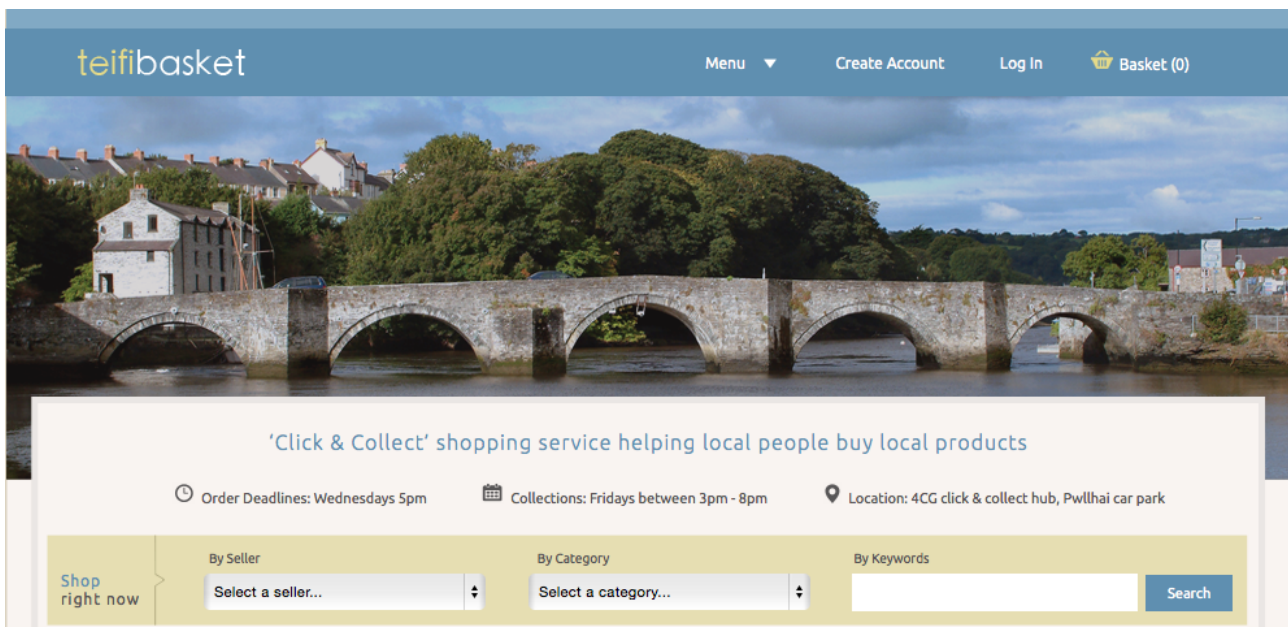 teifibasket
Menu ▼ Create Account Log In Basket (0)
'Click & Collect' shopping service helping local people buy local products
Order Deadlines: Wednesdays 5pm Collections: Fridays between 3pm - 8pm Location: 4CG click & collect hub, Pwllhai car park
Shop
right now
By Seller
Select a seller...
By Category
Select a category...
By Keywords
Search